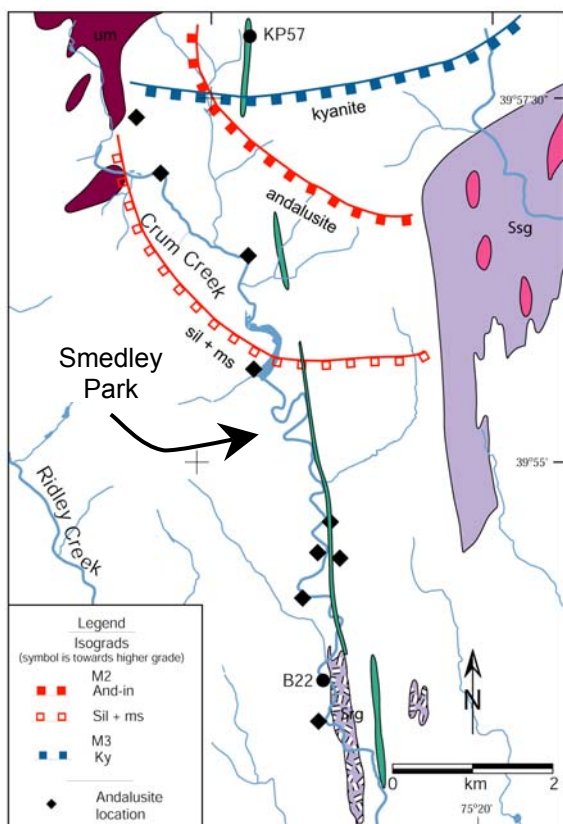 um
KP57
39°57'30"
kyanite
andalusite
Ssg
Crum Creek
sil + ms
Smedley
Park
39°55'
Ridley Creek
Legend
Isograds
(symbol is towards higher grade)
M2
And-in
Sil + ms
M3
Ky
Andalusite
location
B22
Srg
N
0 2
km
75°20'